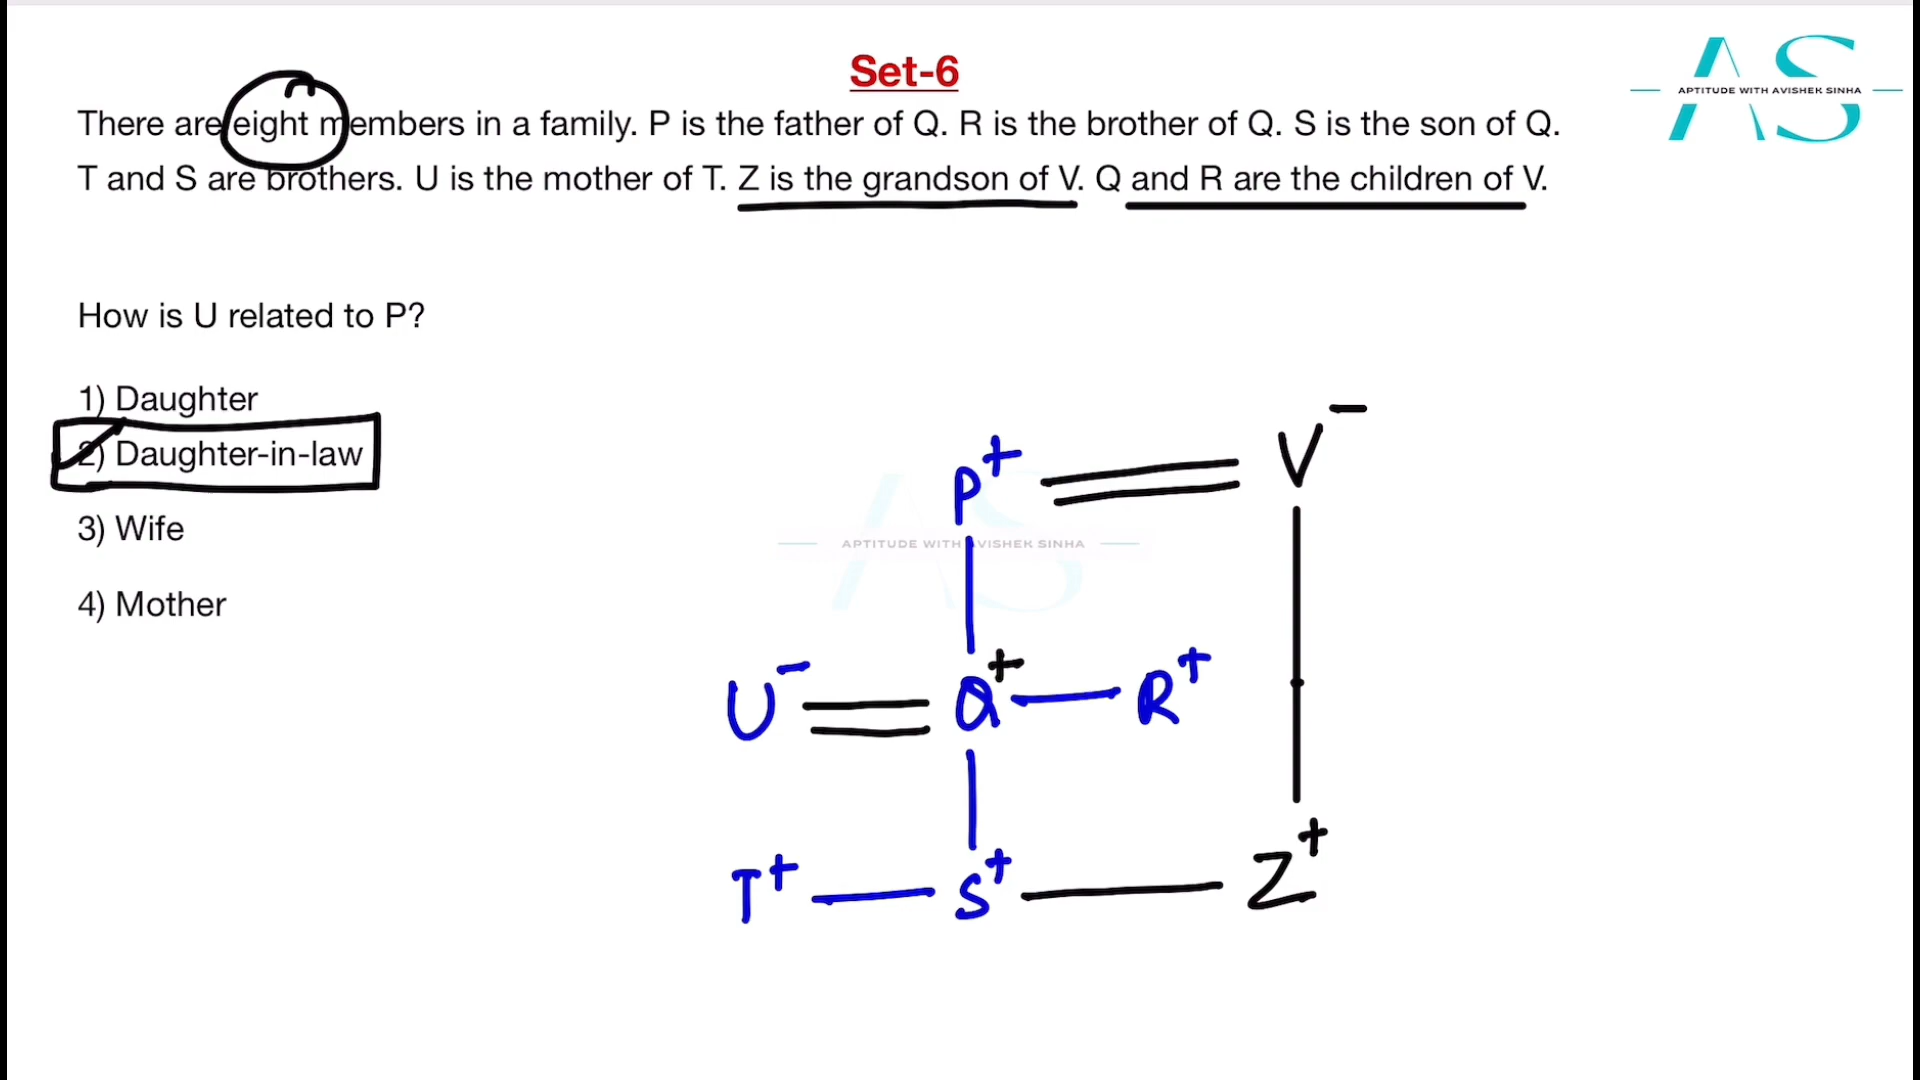 Set-6
AS
APTITUDE WITH AVISHEK SINHA
There are eight members in a family. P is the father of Q. R is the brother of Q. S is the son of Q.
T and S are brothers. U is the mother of T. Z is the grandson of V. Q and R are the children of V.
How is U related to P?
1) Daughter
2) Daughter-in-law
3) Wife
4) Mother
P+ = V-
AS
APTITUDE WITH AVISHEK SINHA
U- = Q+ — R+
T+ — S+ — Z+